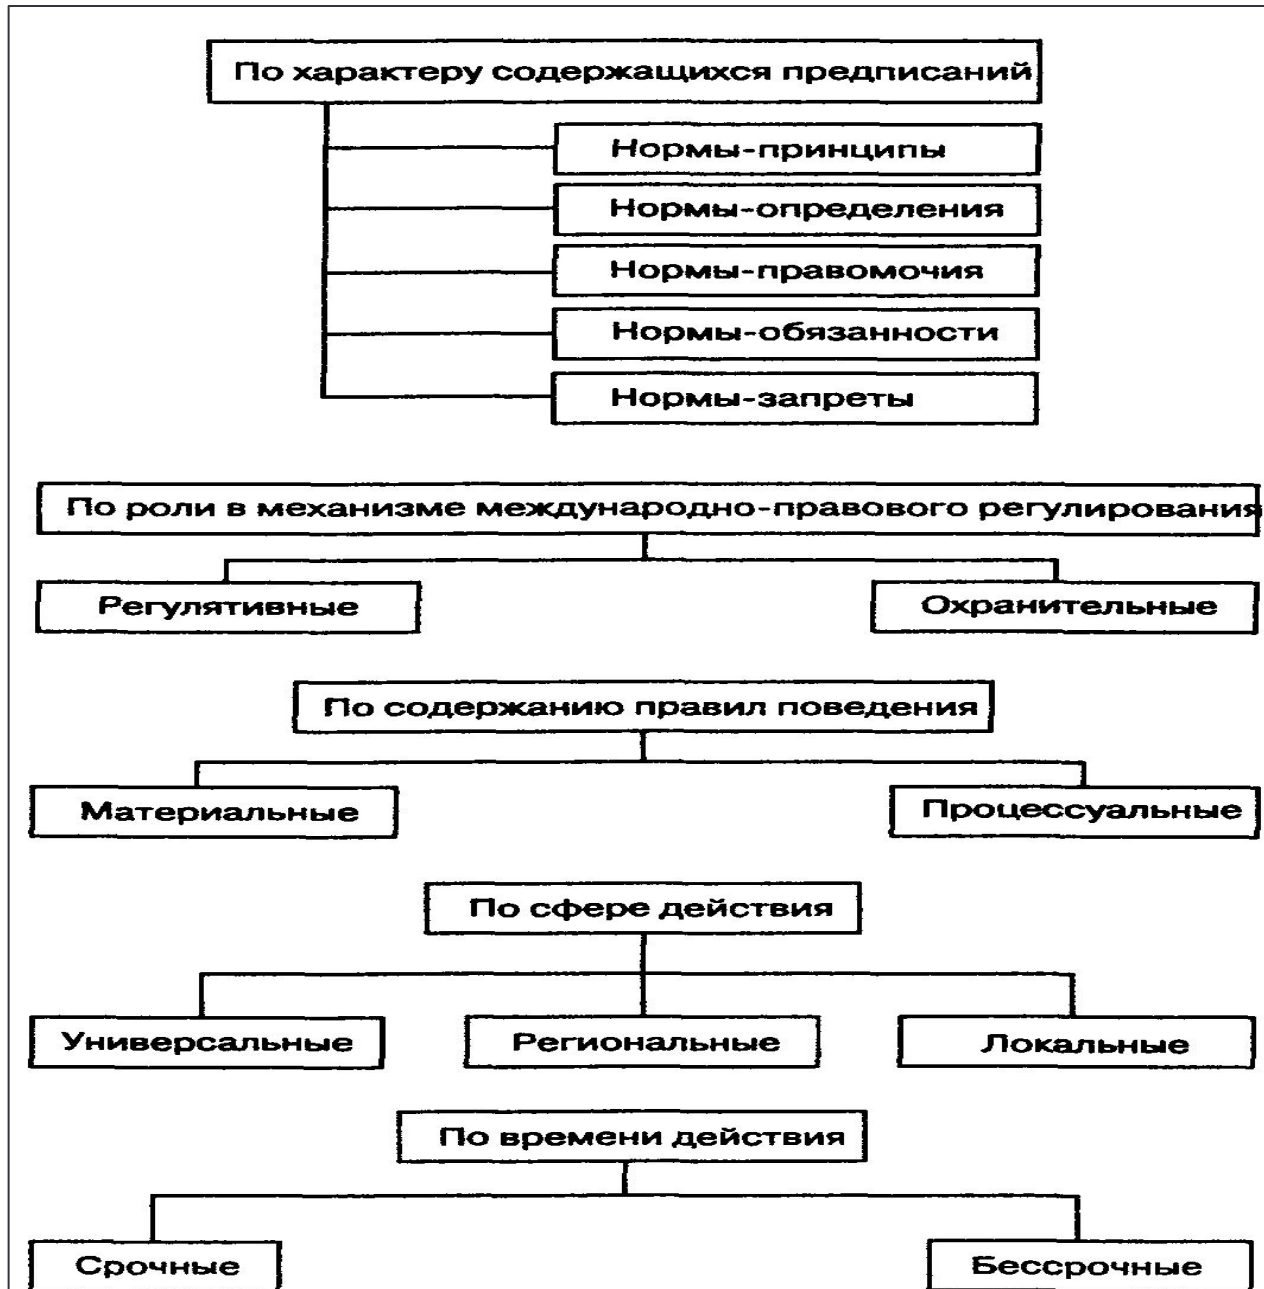 По характеру содержащихся предписаний
Нормы-принципы
Нормы-определения
Нормы-правомочия
Нормы-обязанности
Нормы-запреты
По роли в механизме международно-правового регулирования
Регулятивные
Охранительные
По содержанию правил поведения
Материальные
Процессуальные
По сфере действия
Универсальные
Региональные
Локальные
По времени действия
Срочные
Бессрочные